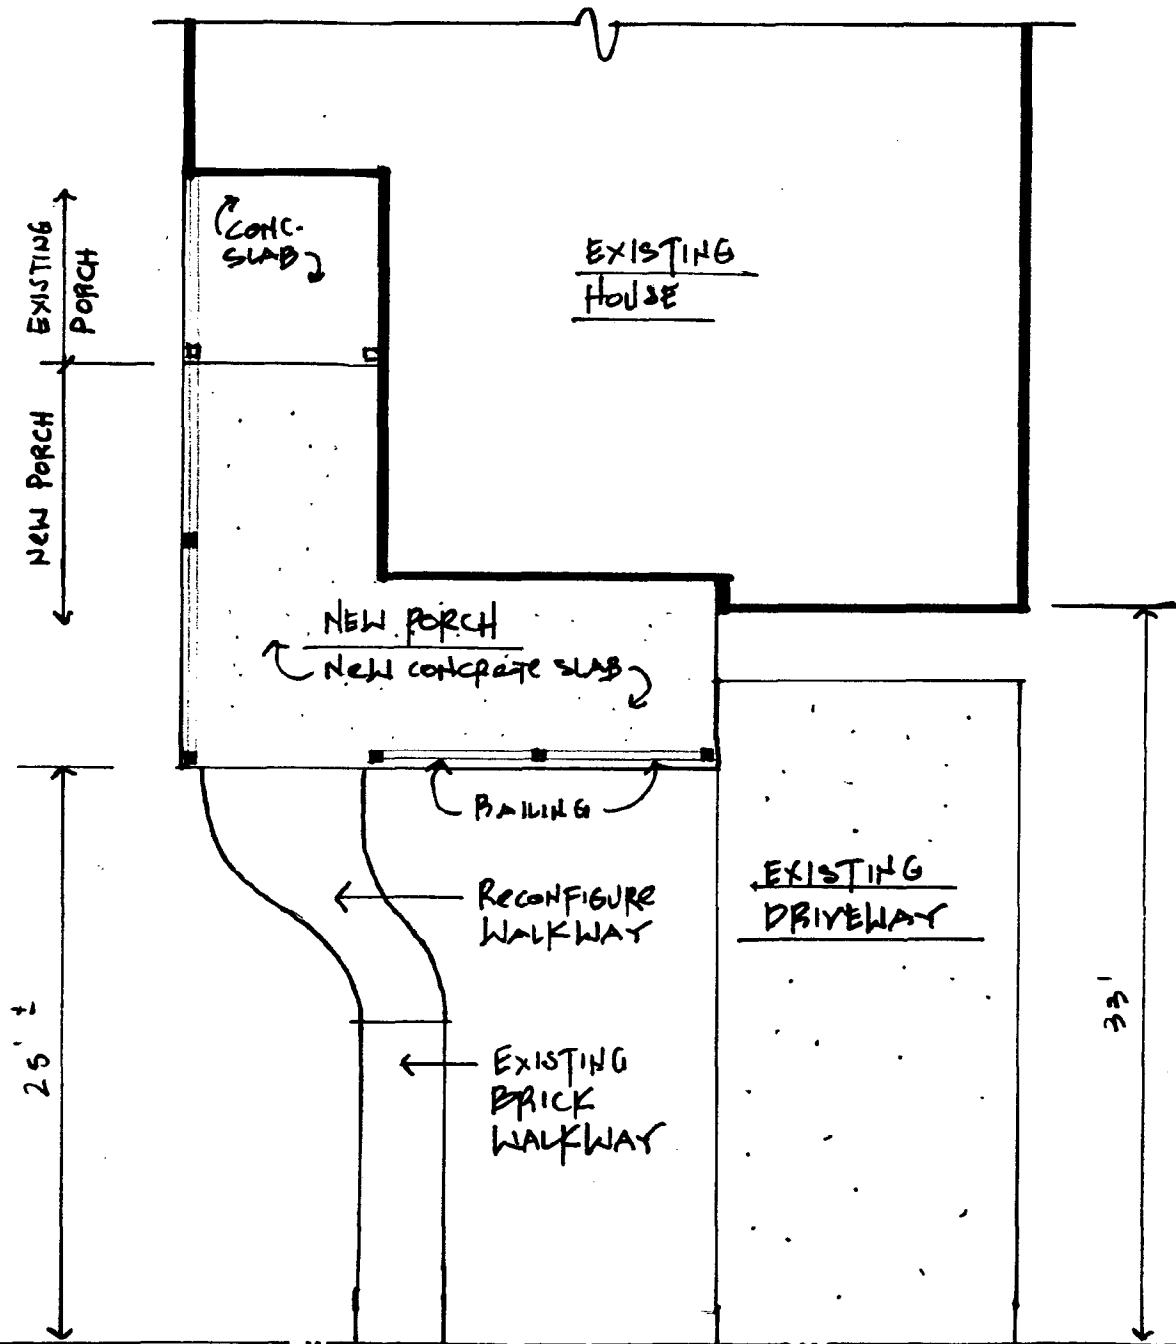 CONC.
SLAB
EXISTING
PORCH
EXISTING
HOUSE
NEW PORCH
NEW PORCH
NEW CONCRETE SLAB
RAILING
RECONFIGURE
WALKWAY
EXISTING
DRIVEWAY
25' ±
33'
EXISTING
BRICK
WALKWAY